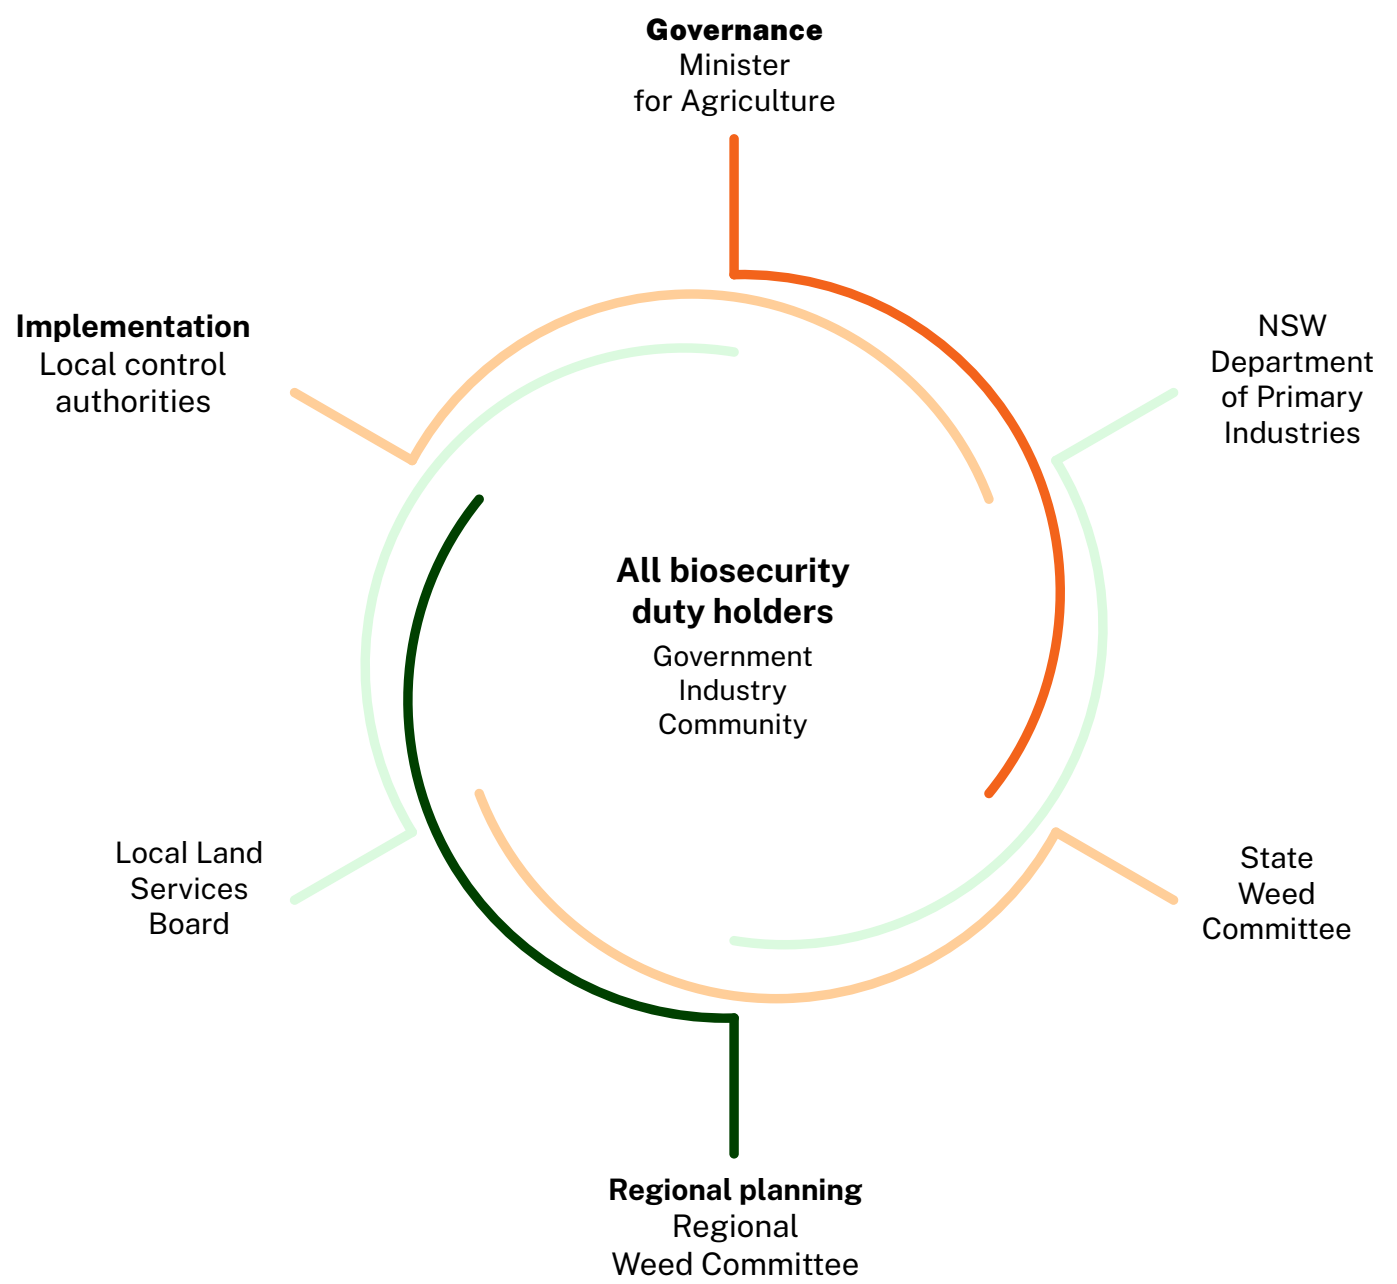 Governance
Minister
for Agriculture
Implementation
Local control
authorities
NSW
Department
of Primary
Industries
All biosecurity
duty holders
Government
Industry
Community
Local Land
Services
Board
State
Weed
Committee
Regional planning
Regional
Weed Committee